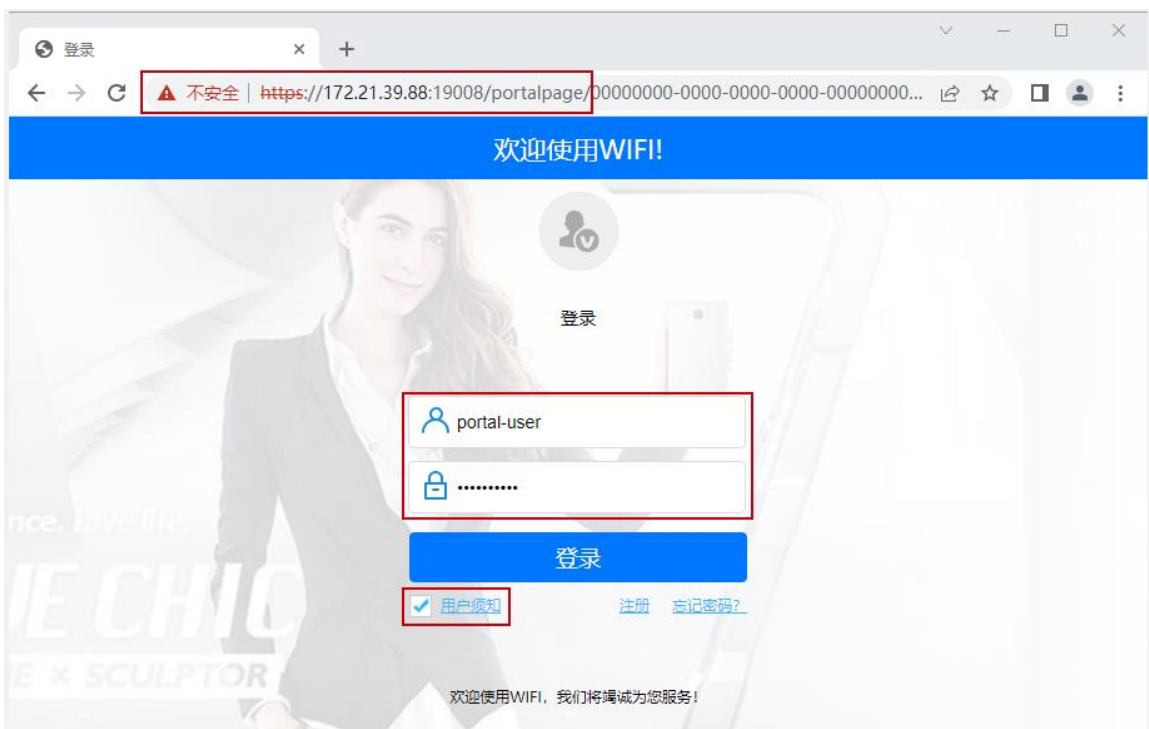 登录
不安全 | https://172.21.39.88:19008/portalpage/00000000-0000-0000-0000-00000000...
欢迎使用WIFI!
登录
portal-user
••••••••••
登录
用户须知 注册 忘记密码?
nce. Live life.
UE CHIC
E × SCULPTOR
欢迎使用WIFI，我们将竭诚为您服务!